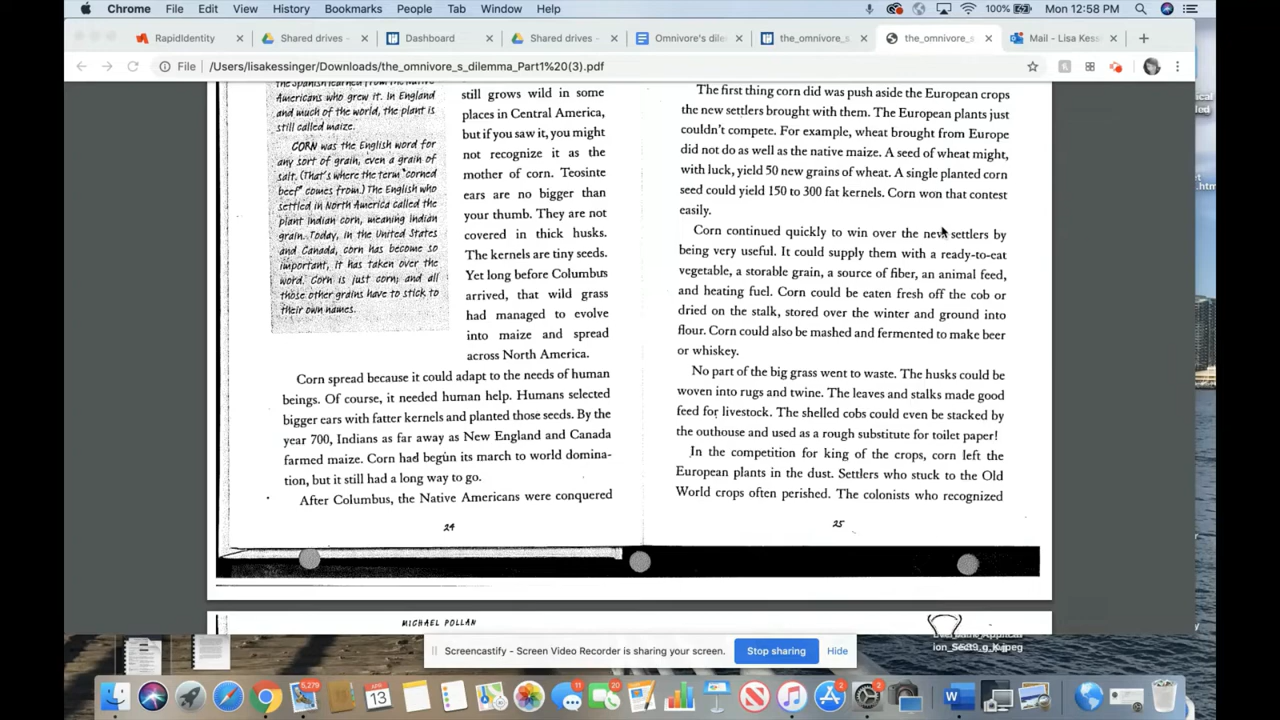 Chrome File Edit View History Bookmarks People Tab Window Help 100% Mon 12:58 PM
RapidIdentity Shared drives - Dashboard Shared drives - Omnivore's dile the_omnivore_s the_omnivore_s Mail - Lisa Kess
File /Users/lisakessinger/Downloads/the_omnivore_s_dilemma_Part1%20(3).pdf
the Spanish learned from the Native
Americans who grew it. In England
and much of the world, the plant is
still called maize.
CORN was the English word for
any sort of grain, even a grain of
salt. (That's where the term "corned
beef" comes from.) The English who
settled in North America called the
plant Indian corn, meaning Indian
grain. Today, in the United States
and Canada, corn has become so
important, it has taken over the
word. Corn is just corn, and all
those other grains have to stick to
their own names.
still grows wild in some
places in Central America,
but if you saw it, you might
not recognize it as the
mother of corn. Teosinte
ears are no bigger than
your thumb. They are not
covered in thick husks.
The kernels are tiny seeds.
Yet long before Columbus
arrived, that wild grass
had managed to evolve
into maize and spread
across North America.
Corn spread because it could adapt to the needs of human
beings. Of course, it needed human help. Humans selected
bigger ears with fatter kernels and planted those seeds. By the
year 700, Indians as far away as New England and Canada
farmed maize. Corn had begun its march to world domina-
tion, but it still had a long way to go.
After Columbus, the Native Americans were conquered
24
The first thing corn did was push aside the European crops
the new settlers brought with them. The European plants just
couldn't compete. For example, wheat brought from Europe
did not do as well as the native maize. A seed of wheat might,
with luck, yield 50 new grains of wheat. A single planted corn
seed could yield 150 to 300 fat kernels. Corn won that contest
easily.
Corn continued quickly to win over the new settlers by
being very useful. It could supply them with a ready-to-eat
vegetable, a storable grain, a source of fiber, an animal feed,
and heating fuel. Corn could be eaten fresh off the cob or
dried on the stalk, stored over the winter and ground into
flour. Corn could also be mashed and fermented to make beer
or whiskey.
No part of the big grass went to waste. The husks could be
woven into rugs and twine. The leaves and stalks made good
feed for livestock. The shelled cobs could even be stacked by
the outhouse and used as a rough substitute for toilet paper!
In the competition for king of the crops, corn left the
European plants in the dust. Settlers who stuck to the Old
World crops often perished. The colonists who recognized
25
MICHAEL POLLAN
ion_5e39_g_k.jpeg
Screencastify - Screen Video Recorder is sharing your screen. Stop sharing Hide
5,279
APR
13
11
20
2
2